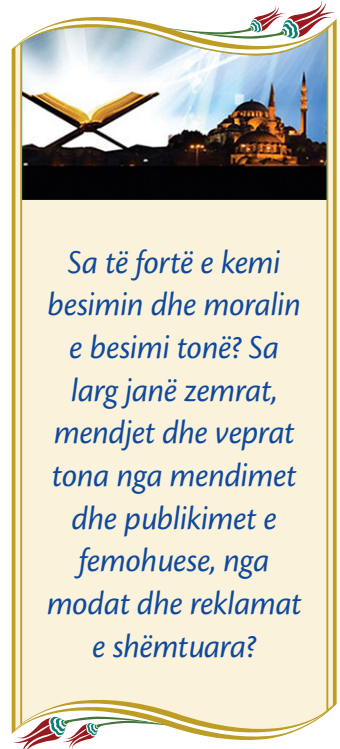 Sa të fortë e kemi
besimin dhe moralin
e besimi tonë? Sa
larg janë zemrat,
mendjet dhe veprat
tona nga mendimet
dhe publikimet e
femohuese, nga
modat dhe reklamat
e shëmtuara?